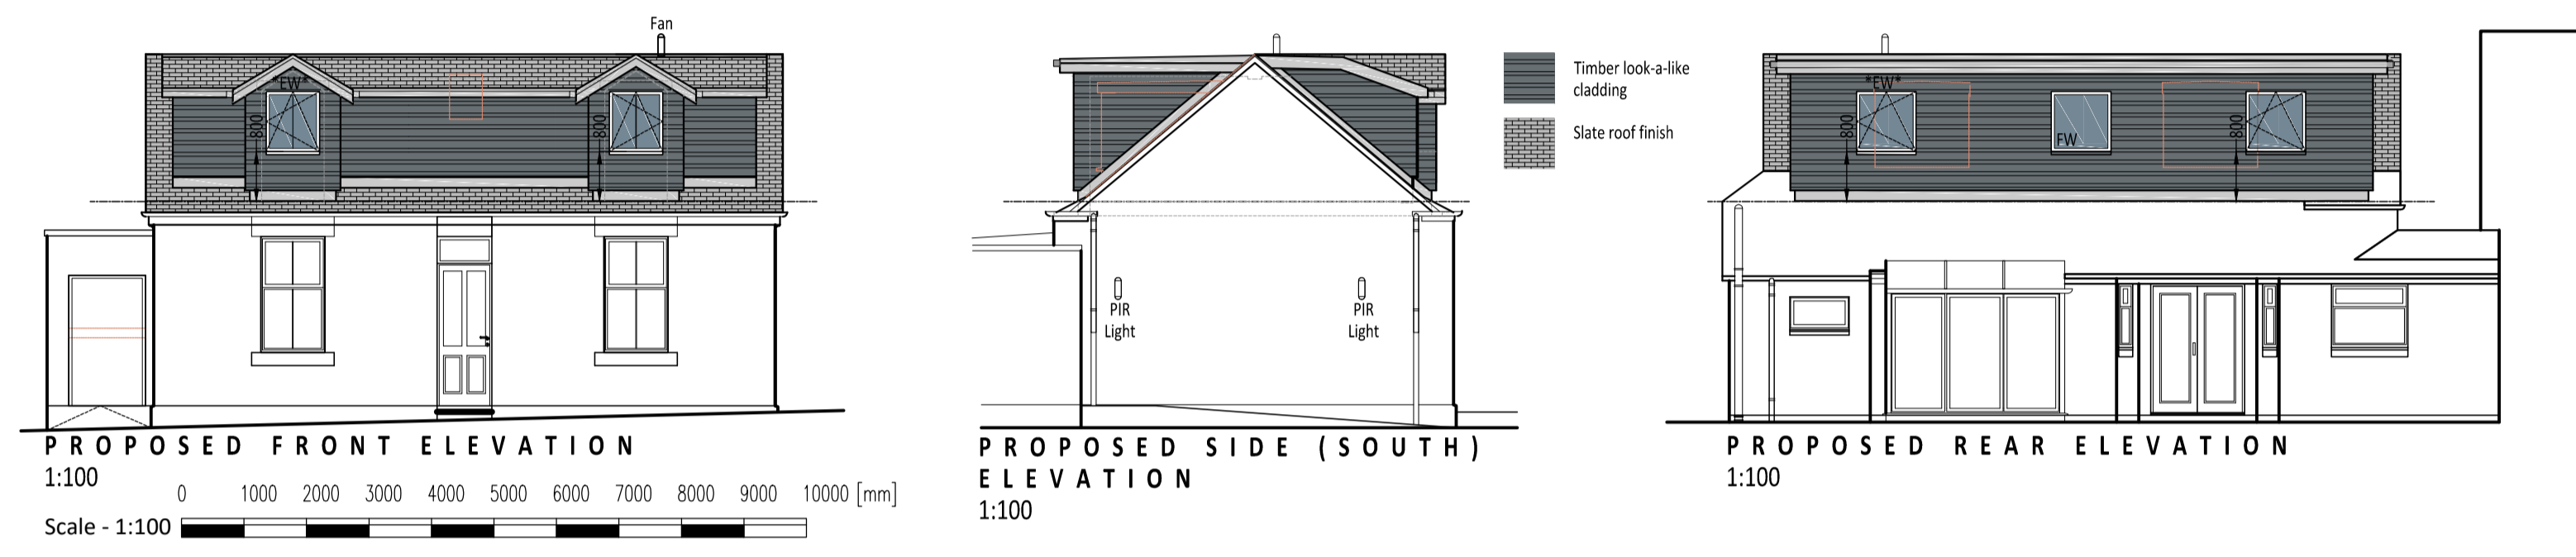 Fan
*EW*
800
800
PROPOSED FRONT ELEVATION
1:100
0 1000 2000 3000 4000 5000 6000 7000 8000 9000 10000 [mm]
Scale - 1:100
PIR
Light
PIR
Light
PROPOSED SIDE (SOUTH)
ELEVATION
1:100
Timber look-a-like
cladding
Slate roof finish
*EW*
800
FW
800
PROPOSED REAR ELEVATION
1:100